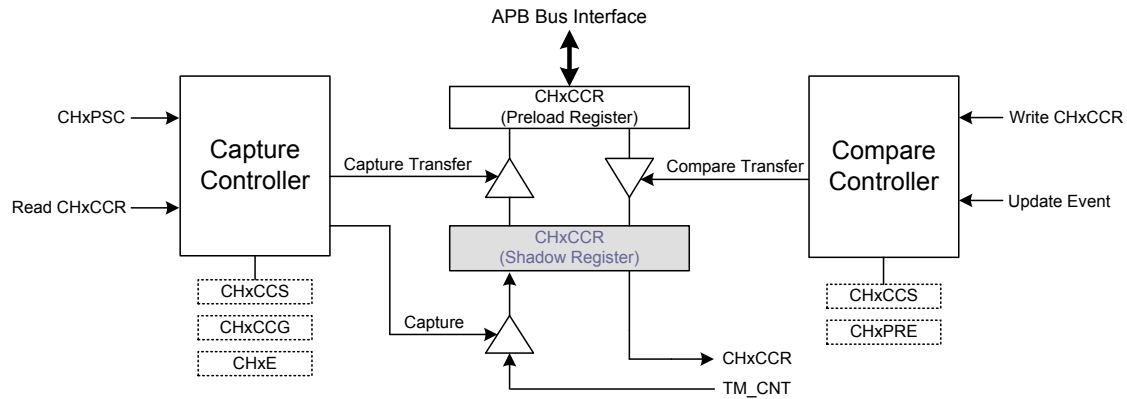 APB Bus Interface
CHxPSC
Read CHxCCR
Capture
Controller
CHxCCS
CHxCCG
CHxE
Capture Transfer
Capture
CHxCCR
(Preload Register)
CHxCCR
(Shadow Register)
Compare Transfer
Compare
Controller
CHxCCS
CHxPRE
Write CHxCCR
Update Event
CHxCCR
TM_CNT